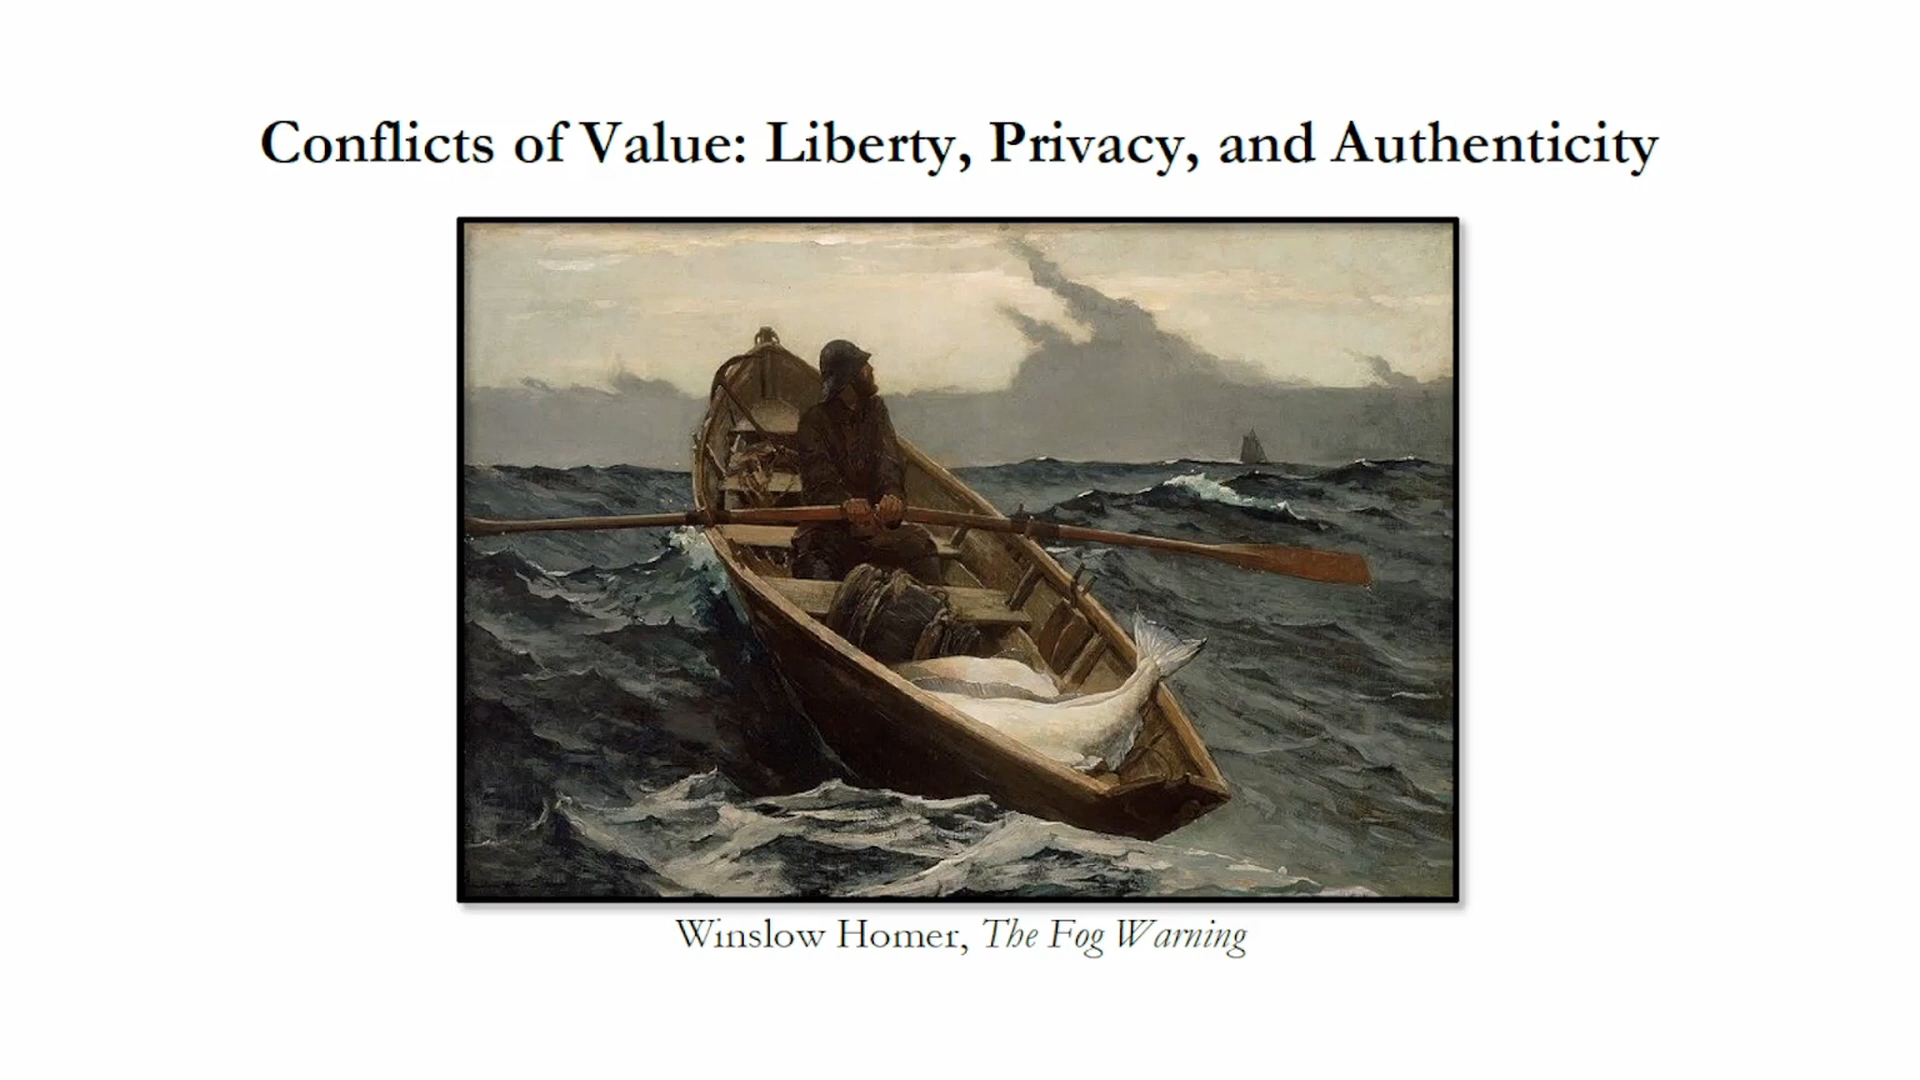 Conflicts of Value: Liberty, Privacy, and Authenticity
Winslow Homer, The Fog Warning